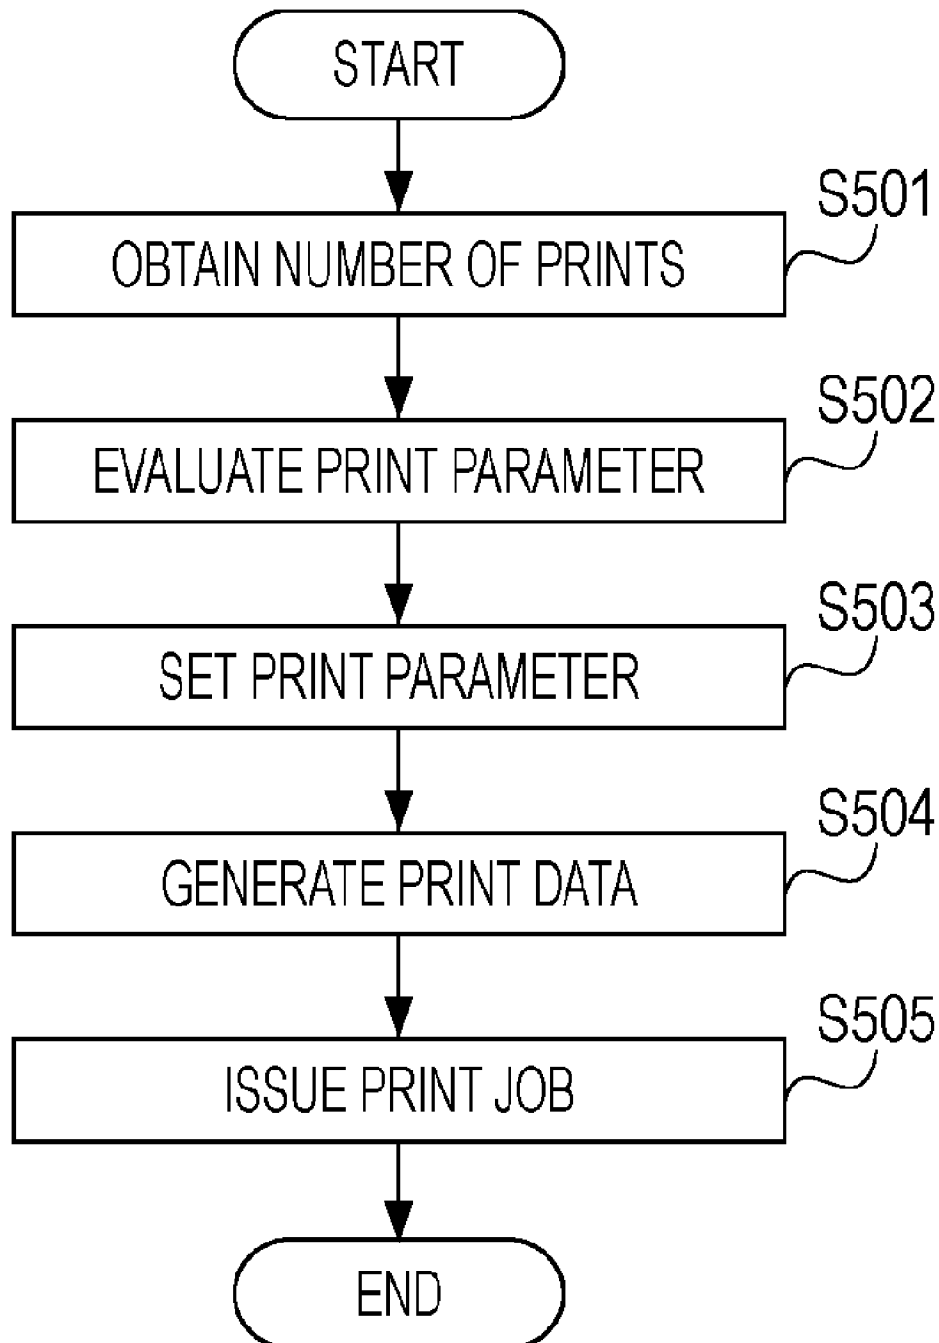 START
S501
OBTAIN NUMBER OF PRINTS
S502
EVALUATE PRINT PARAMETER
S503
SET PRINT PARAMETER
S504
GENERATE PRINT DATA
S505
ISSUE PRINT JOB
END